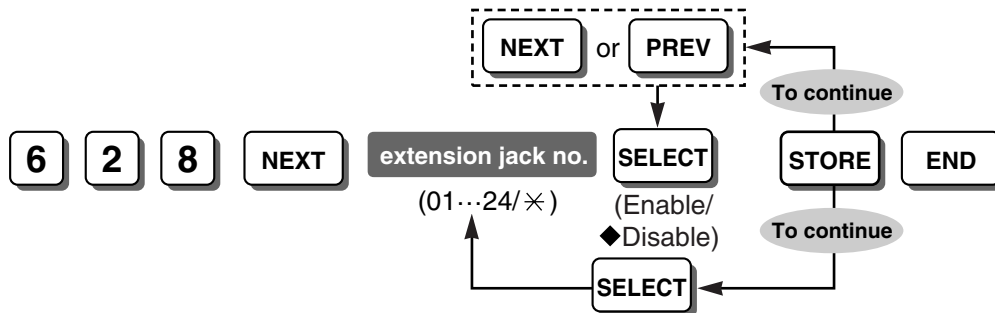 NEXT or PREV
To continue
6 2 8 NEXT extension jack no. SELECT STORE END
(01···24/✳)
(Enable/
◆Disable)
To continue
SELECT